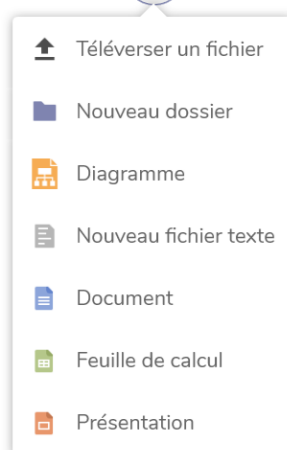 Téléverser un fichier
Nouveau dossier
Diagramme
Nouveau fichier texte
Document
Feuille de calcul
Présentation